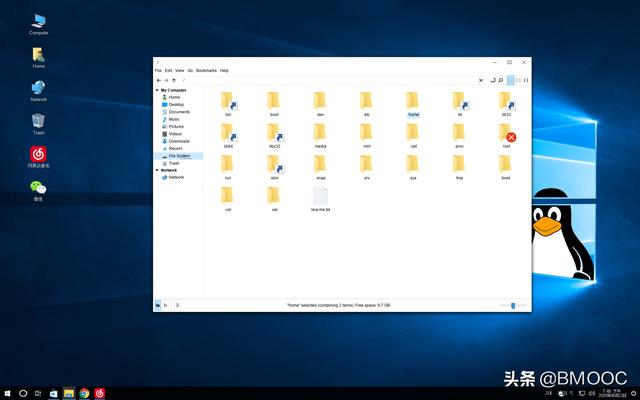 Computer
Home
Network
Trash
网易云音乐
微信
/
File Edit View Go Bookmarks Help
/
My Computer
Home
Desktop
Documents
Music
Pictures
Videos
Downloads
Recent
File System
Trash
Network
Network
bin boot dev etc home lib lib32
lib64 libx32 media mnt opt proc root
run sbin snap srv sys tmp tools
usr var
"home" selected (containing 2 items), Free space: 9.7 GB
头条 @BMOOC